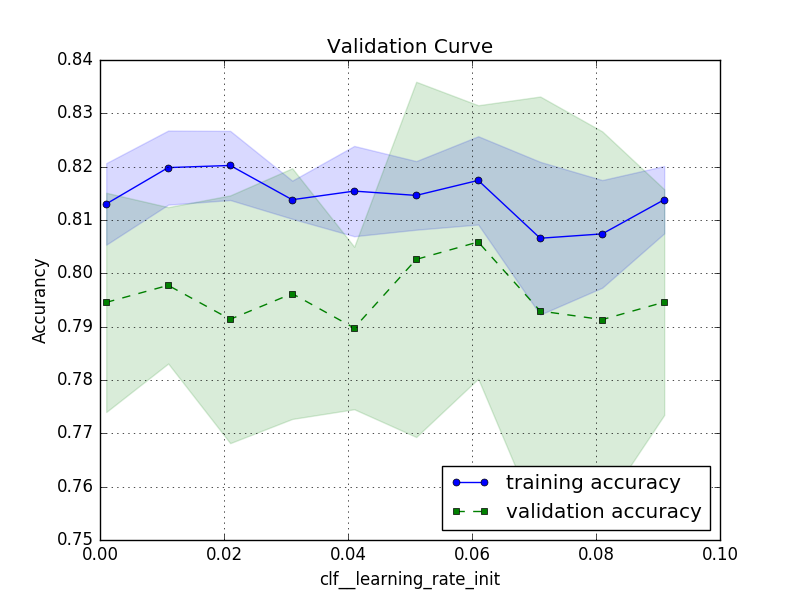 Validation Curve
0.84
0.83
0.82
0.81
0.80
0.79
0.78
0.77
0.76
0.75
Accurancy
training accuracy
validation accuracy
0.00 0.02 0.04 0.06 0.08 0.10
clf__learning_rate_init